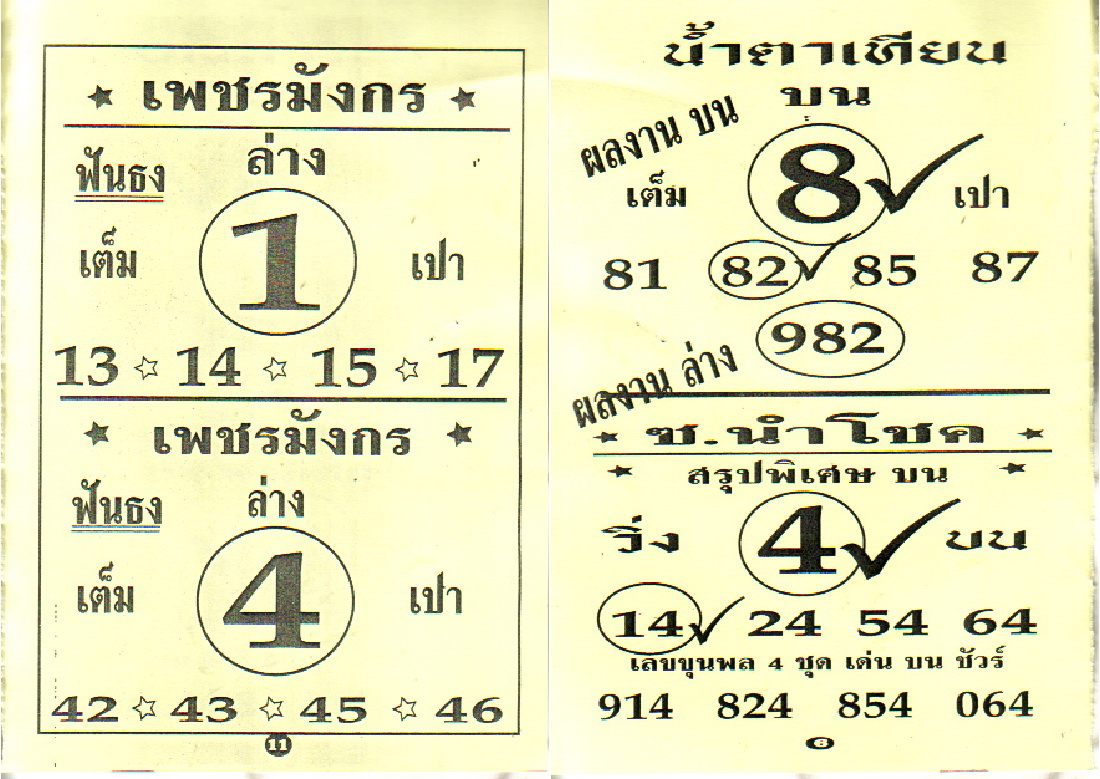 ★ เพชรมังกร ★
ฟันธง ล่าง
เต็ม 1 เปา
13 ☆ 14 ☆ 15 ☆ 17
★ เพชรมังกร ★
ฟันธง ล่าง
เต็ม 4 เปา
42 ☆ 43 ☆ 45 ☆ 46
11
น้ำตาเทียน
บน
ผลงาน บน
เต็ม 8 ✓ เปา
81 82 ✓ 85 87
982
ผลงาน ล่าง
★ ซ.นำโชค ★
★ สรุปพิเศษ บน ★
วิ่ง 4 ✓ บน
14 ✓ 24 54 64
เลขขุนพล 4 ชุด เด่น บน ชัวร์
914 824 854 064
8